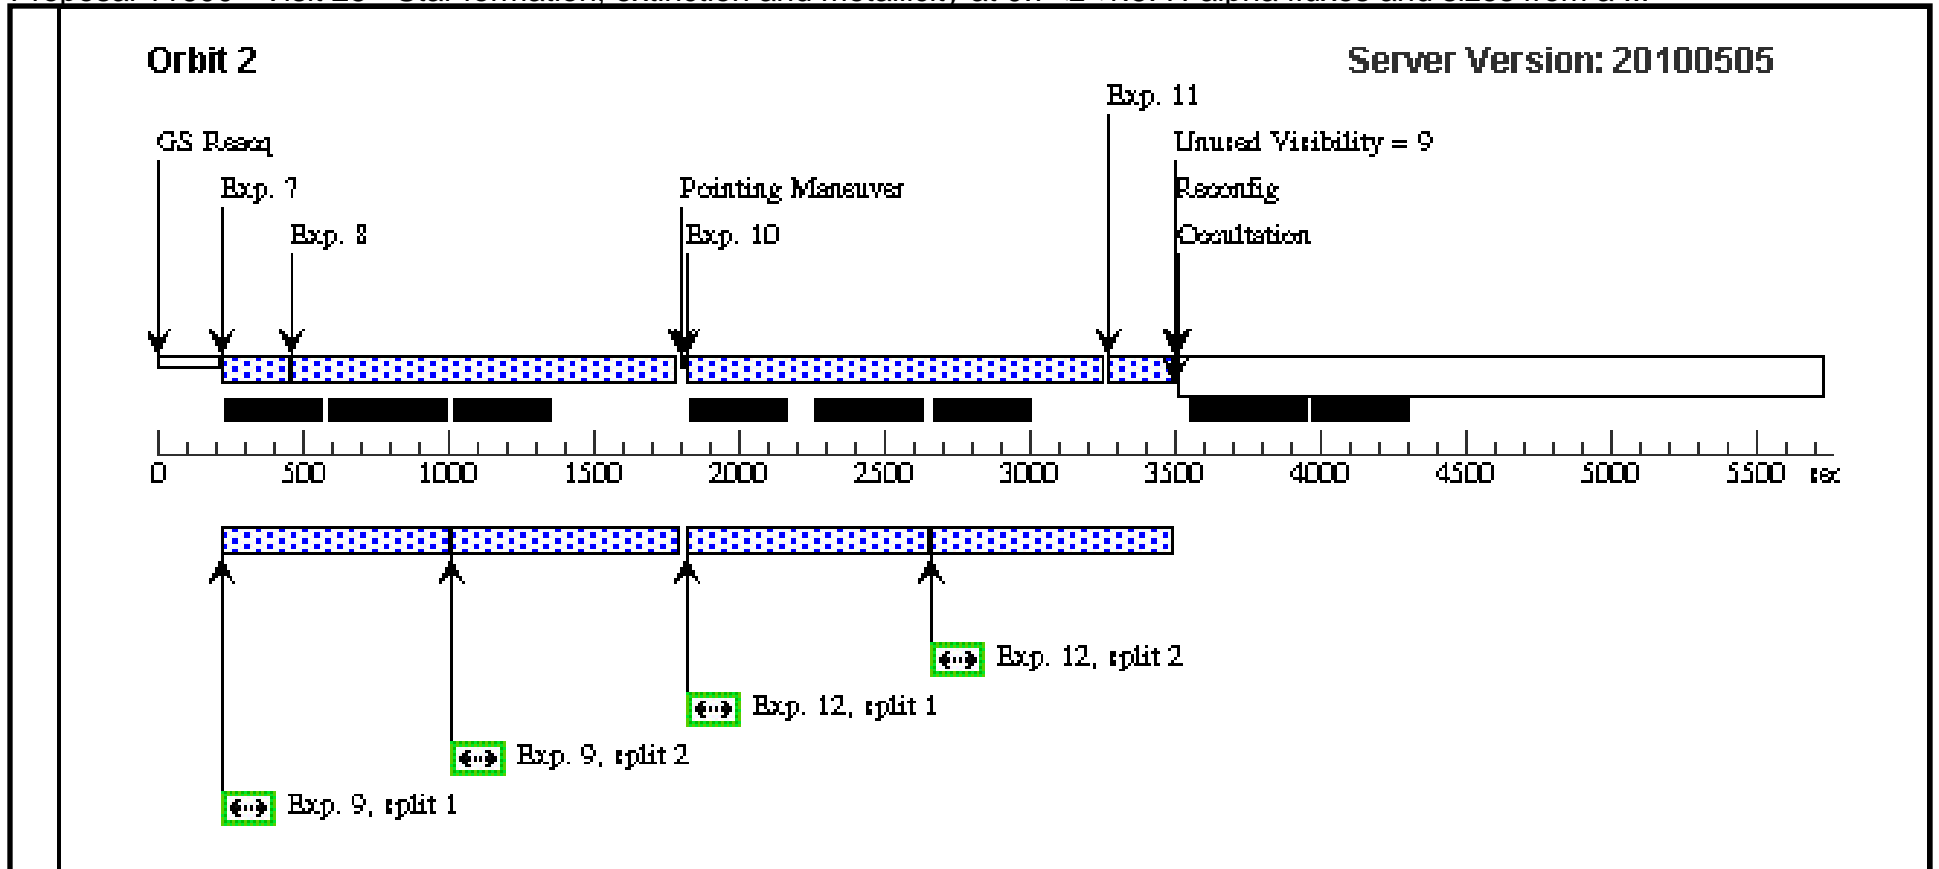 Orbit 2
Server Version: 20100505
Exp. 11
GS Reacq
Unused Visibility = 9
Exp. 7
Pointing Maneuver
Reconfig
Exp. 8
Exp. 10
Occultation
0 500 1000 1500 2000 2500 3000 3500 4000 4500 5000 5500 sec
Exp. 12, split 2
Exp. 12, split 1
Exp. 9, split 2
Exp. 9, split 1